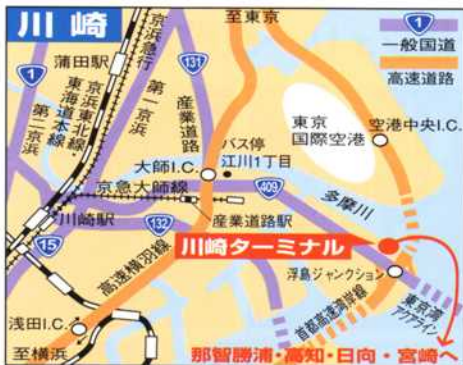 川崎
至東京
1
一般国道
高速道路
蒲田駅
京浜急行
131
1
京浜東北線・東海道本線
第一京浜
第二京浜
産業道路
バス停
江川1丁目
東京
国際空港
空港中央I.C.
大師I.C.
京急大師線
409
多摩川
川崎駅
132
産業道路駅
15
川崎ターミナル
高速横羽線
浮島ジャンクション
浅田I.C.
首都高速湾岸線
東京湾
アクアライン
至横浜
那智勝浦・高知・日向・宮崎へ